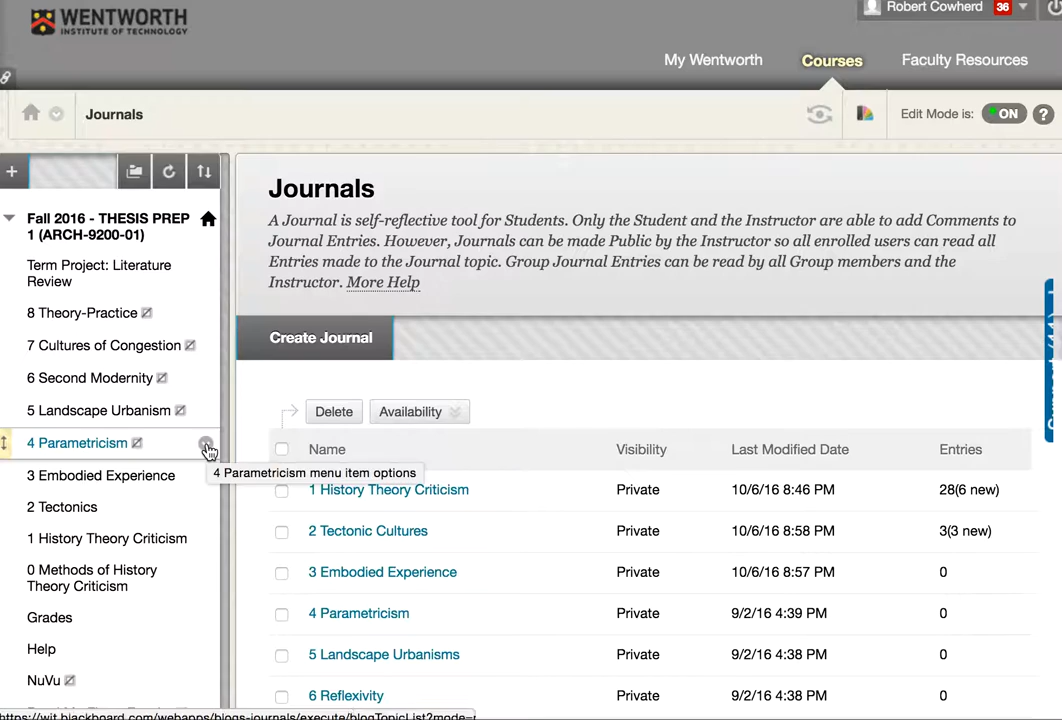 WENTWORTH
INSTITUTE OF TECHNOLOGY
Robert Cowherd 36
My Wentworth Courses Faculty Resources
Journals
Edit Mode is: ON ?
+
Fall 2016 - THESIS PREP
1 (ARCH-9200-01)
Term Project: Literature
Review
8 Theory-Practice
7 Cultures of Congestion
6 Second Modernity
5 Landscape Urbanism
4 Parametricism
4 Parametricism menu item options
3 Embodied Experience
2 Tectonics
1 History Theory Criticism
0 Methods of History
Theory Criticism
Grades
Help
NuVu
https://wit.blackboard.com/webapps/blogs-journals/execute/blogTopicList?mode=
Journals
A Journal is self-reflective tool for Students. Only the Student and the Instructor are able to add Comments to
Journal Entries. However, Journals can be made Public by the Instructor so all enrolled users can read all
Entries made to the Journal topic. Group Journal Entries can be read by all Group members and the
Instructor. More Help
Create Journal
Delete Availability
Name Visibility Last Modified Date Entries
1 History Theory Criticism Private 10/6/16 8:46 PM 28(6 new)
2 Tectonic Cultures Private 10/6/16 8:58 PM 3(3 new)
3 Embodied Experience Private 10/6/16 8:57 PM 0
4 Parametricism Private 9/2/16 4:39 PM 0
5 Landscape Urbanisms Private 9/2/16 4:38 PM 0
6 Reflexivity Private 9/2/16 4:38 PM 0